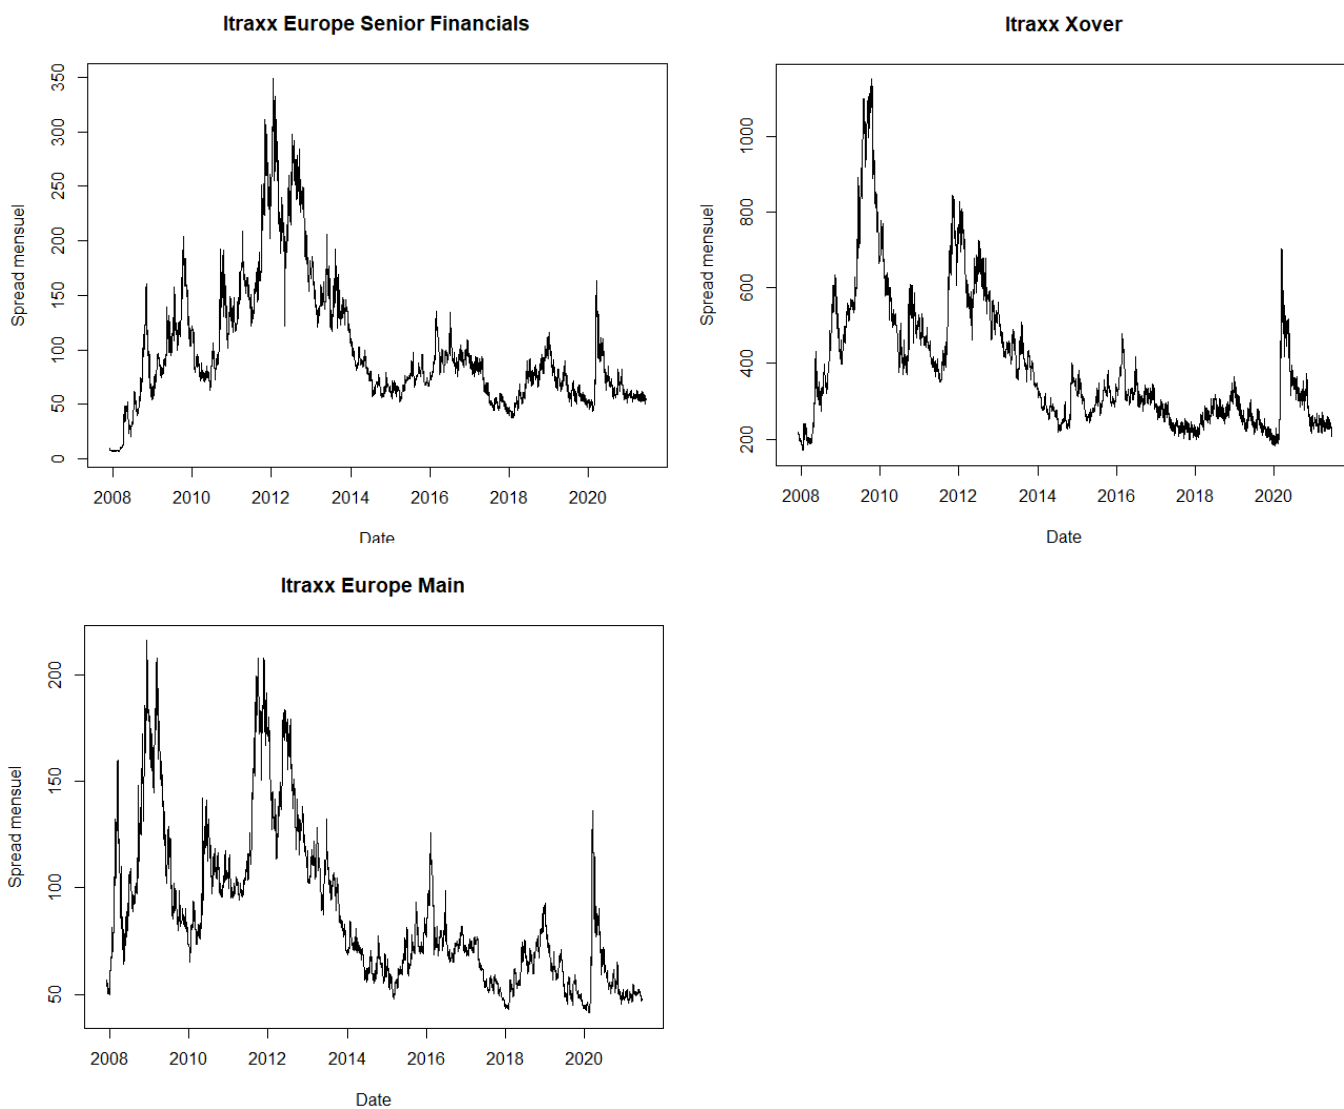 Itraxx Europe Senior Financials
Spread mensuel
350
300
250
200
150
100
50
0
2008 2010 2012 2014 2016 2018 2020
Date
Itraxx Xover
Spread mensuel
1000
800
600
400
200
2008 2010 2012 2014 2016 2018 2020
Date
Itraxx Europe Main
Spread mensuel
200
150
100
50
2008 2010 2012 2014 2016 2018 2020
Date